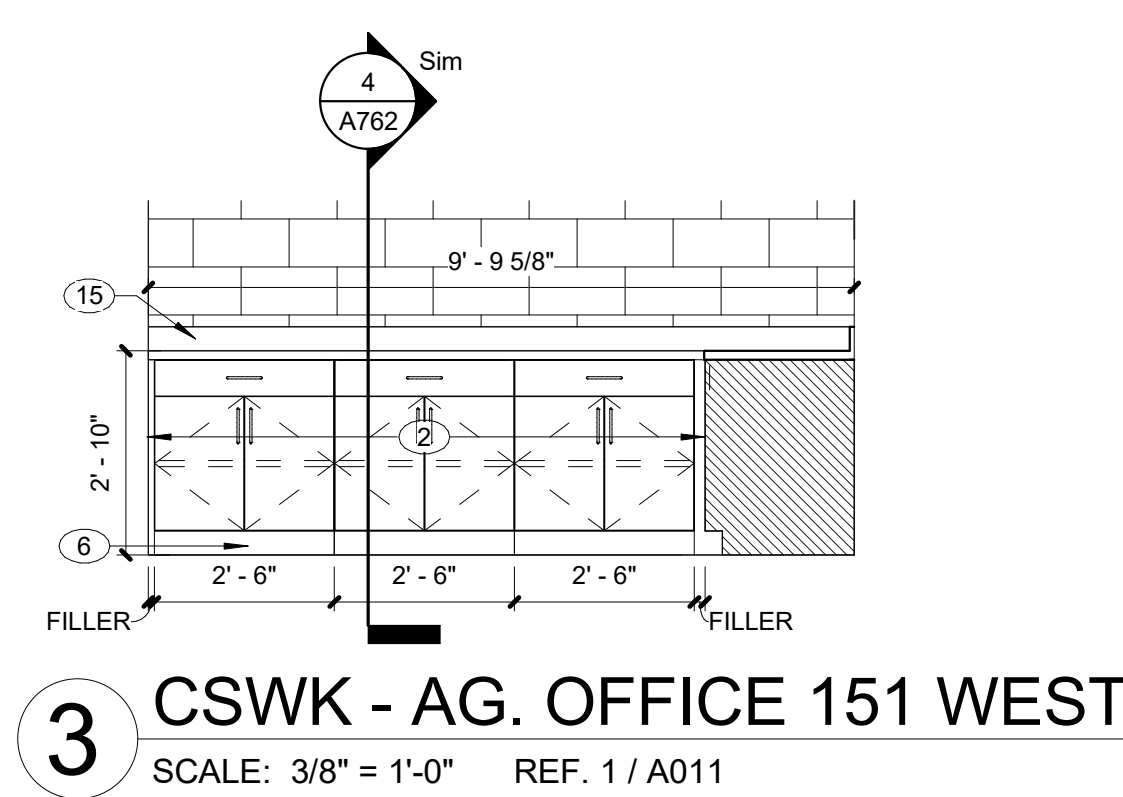 4
Sim
A762
9' - 9 5/8"
15
2' - 10"
2
6
2' - 6" 2' - 6" 2' - 6"
FILLER FILLER
3 CSWK - AG. OFFICE 151 WEST
SCALE: 3/8" = 1'-0" REF. 1 / A011